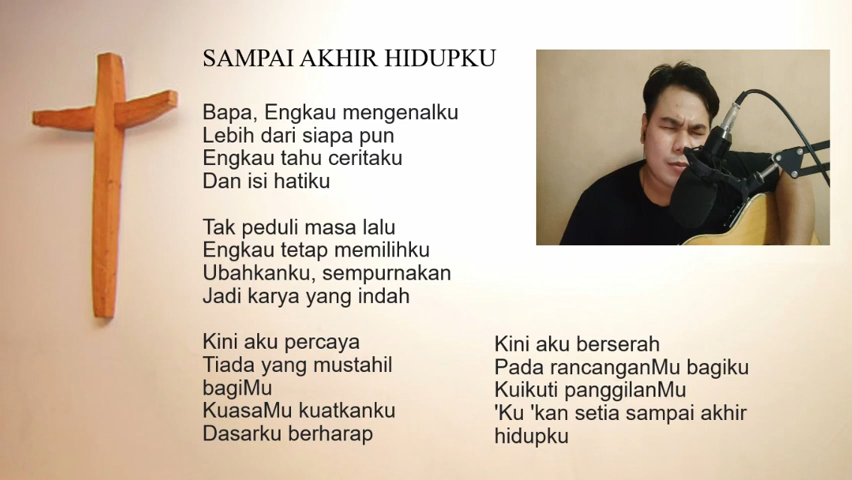 SAMPAI AKHIR HIDUPKU
Bapa, Engkau mengenalku
Lebih dari siapa pun
Engkau tahu ceritaku
Dan isi hatiku
Tak peduli masa lalu
Engkau tetap memilihku
Ubahkanku, sempurnakan
Jadi karya yang indah
Kini aku percaya
Tiada yang mustahil
bagiMu
KuasaMu kuatkanku
Dasarku berharap
Kini aku berserah
Pada rancanganMu bagiku
Kuikuti panggilanMu
'Ku 'kan setia sampai akhir
hidupku